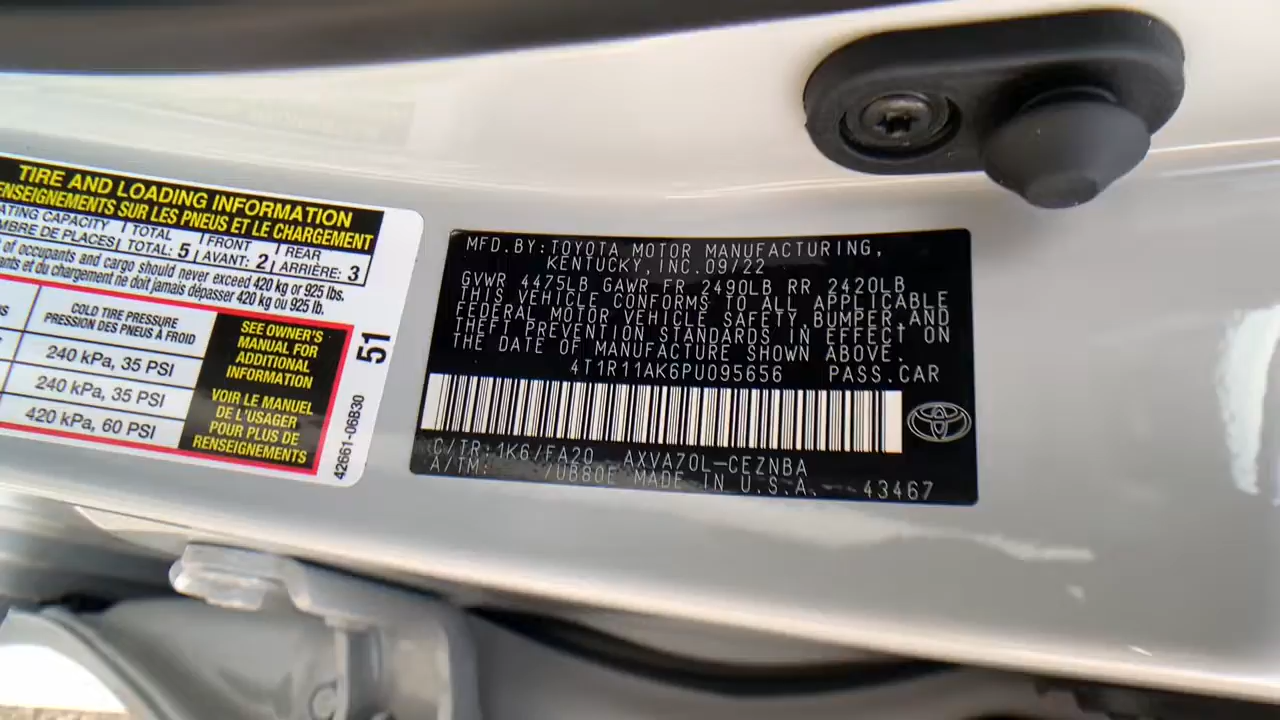 TIRE AND LOADING INFORMATION
RENSEIGNEMENTS SUR LES PNEUS ET LE CHARGEMENT
CAPACITY TOTAL FRONT REAR
DE PLACES TOTAL: 5 AVANT: 2 ARRIÈRE: 3
of occupants and cargo should never exceed 420 kg or 925 lbs.
et du chargement ne doit jamais dépasser 420 kg ou 925 lb.
COLD TIRE PRESSURE
PRESSION DES PNEUS À FROID
240 kPa, 35 PSI
240 kPa, 35 PSI
420 kPa, 60 PSI
SEE OWNER'S
MANUAL FOR
ADDITIONAL
INFORMATION
VOIR LE MANUEL
DE L'USAGER
POUR PLUS DE
RENSEIGNEMENTS
51
42661-06B30
MFD.BY:TOYOTA MOTOR MANUFACTURING,
KENTUCKY,INC.09/22
GVWR 4475LB GAWR FR 2490LB RR 2420LB
THIS VEHICLE CONFORMS TO ALL APPLICABLE
FEDERAL MOTOR VEHICLE SAFETY,BUMPER,AND
THEFT PREVENTION STANDARDS IN EFFECT ON
THE DATE OF MANUFACTURE SHOWN ABOVE.
4T1R11AK6PU095656 PASS.CAR
C/TR:1K6/FA20 AXVA70L-CEZNBA
A/TM: /UB80E MADE IN U.S.A. 43467